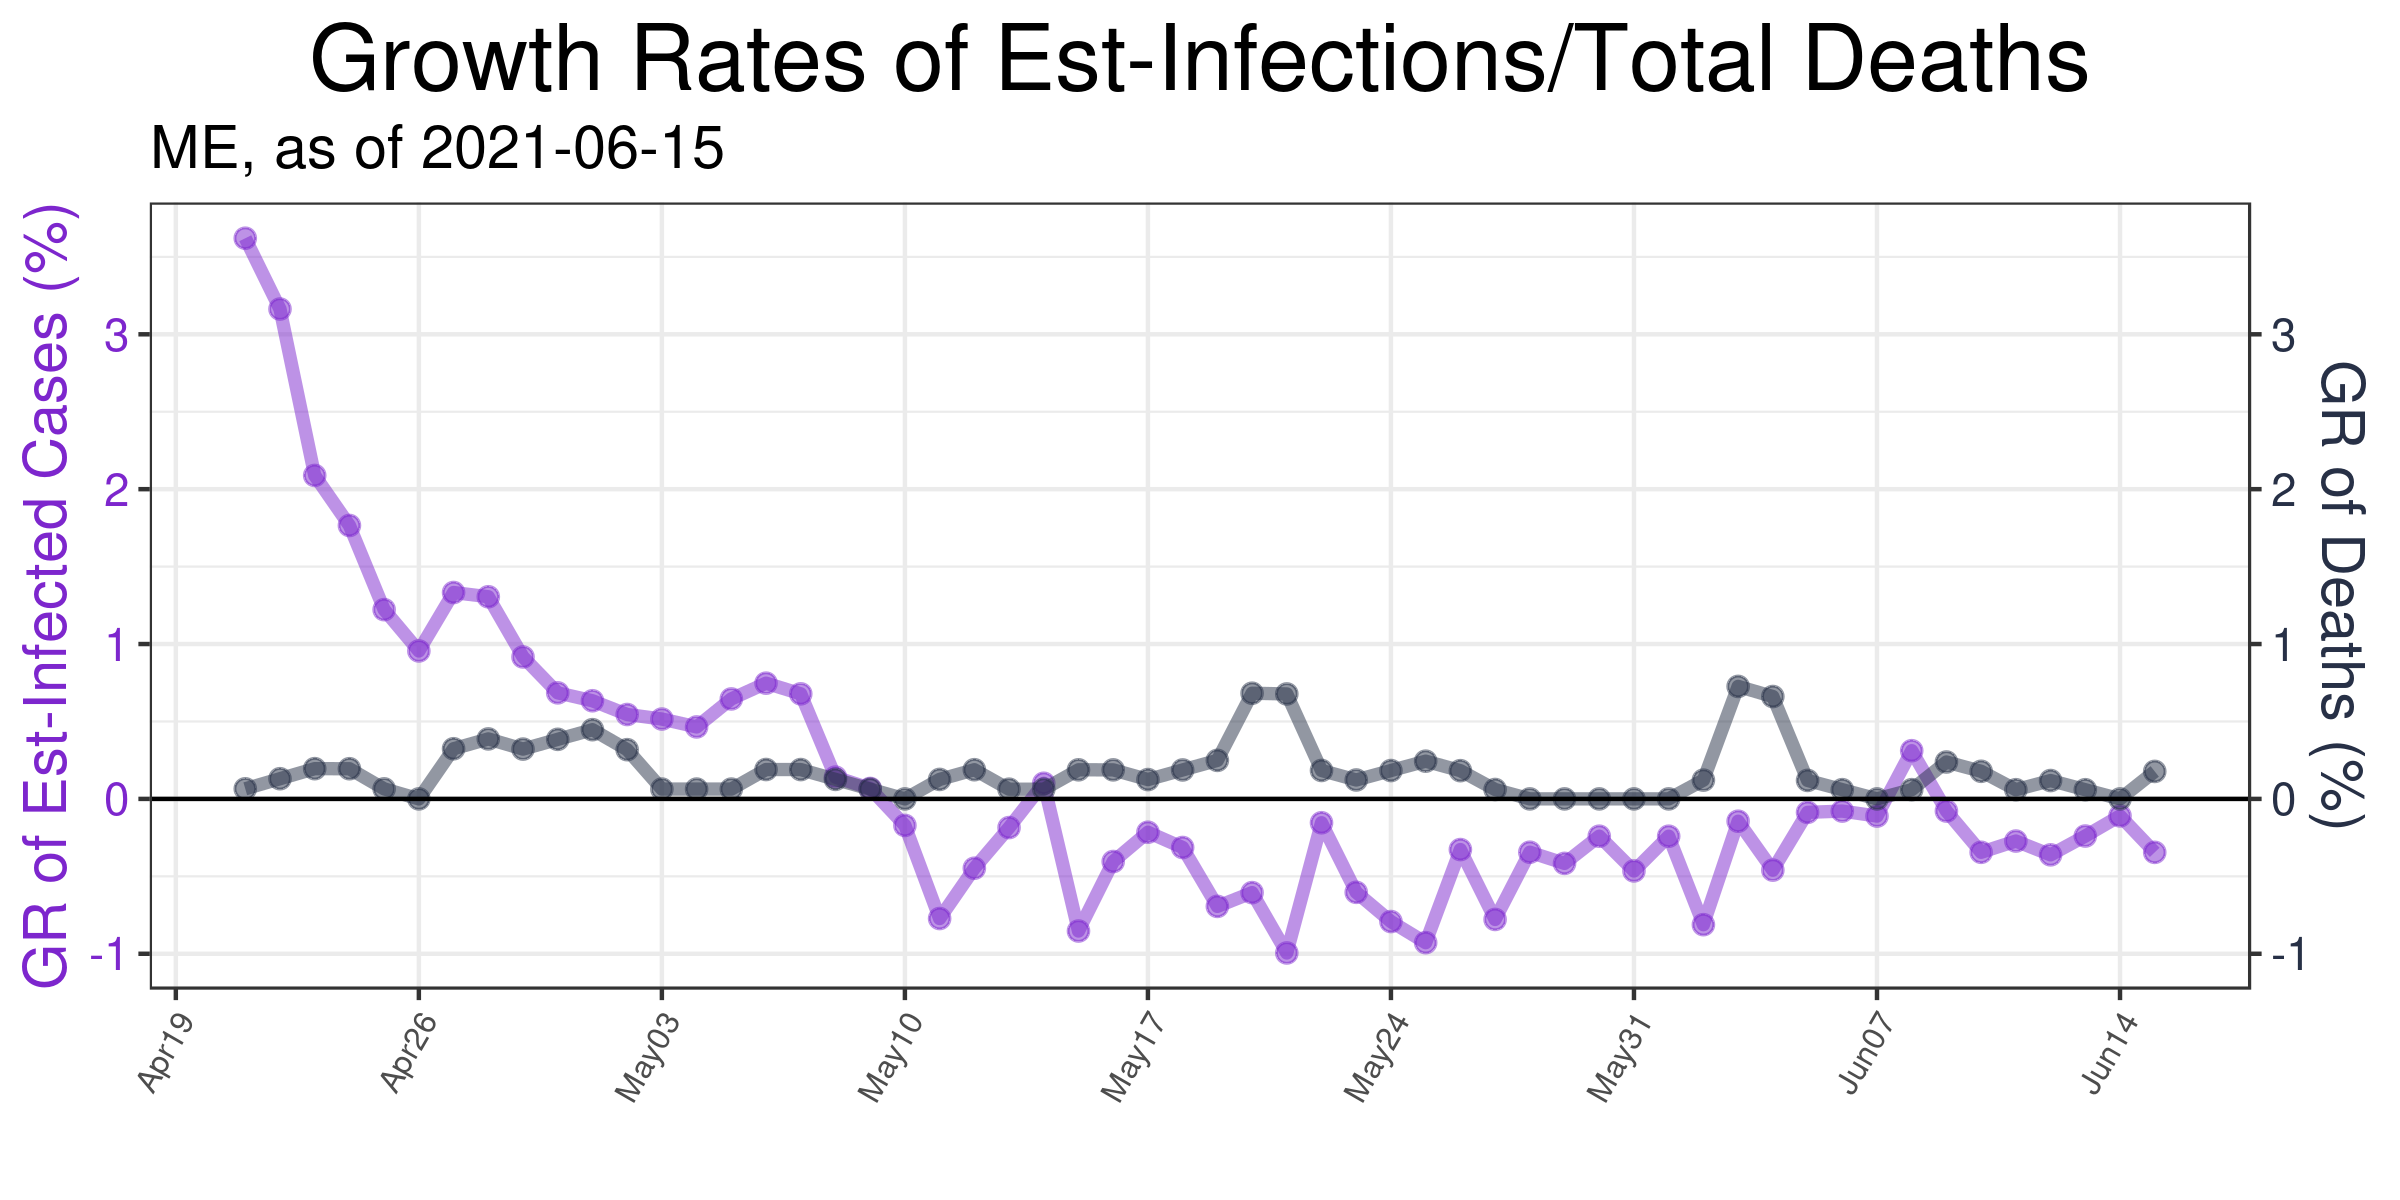 Growth Rates of Est-Infections/Total Deaths
ME, as of 2021-06-15
GR of Est-Infected Cases (%)
3
2
1
0
-1
3
2
1
0
-1
GR of Deaths (%)
Apr19
Apr26
May03
May10
May17
May24
May31
Jun07
Jun14